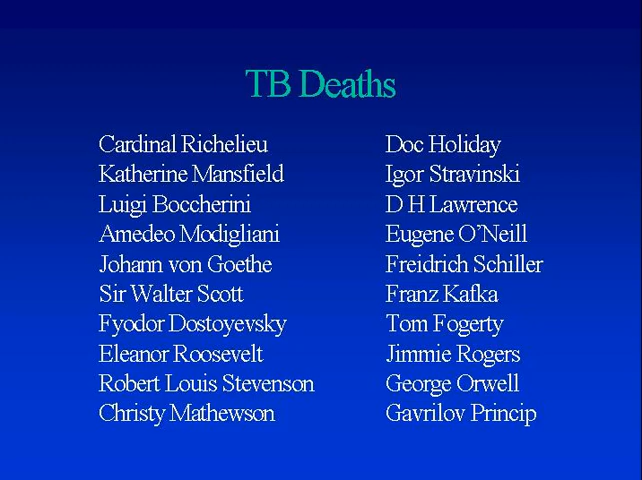 TB Deaths
Cardinal Richelieu
Katherine Mansfield
Luigi Boccherini
Amedeo Modigliani
Johann von Goethe
Sir Walter Scott
Fyodor Dostoyevsky
Eleanor Roosevelt
Robert Louis Stevenson
Christy Mathewson
Doc Holiday
Igor Stravinski
D H Lawrence
Eugene O’Neill
Freidrich Schiller
Franz Kafka
Tom Fogerty
Jimmie Rogers
George Orwell
Gavrilov Princip